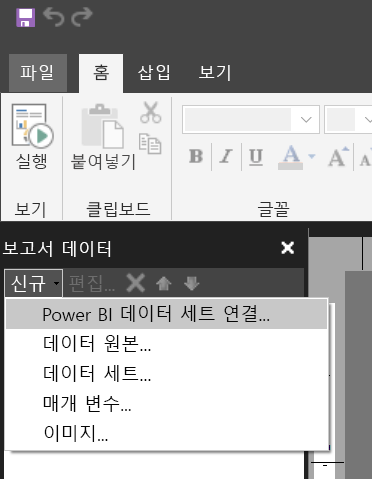 파일 홈 삽입 보기
실행 붙여넣기
B I U A A
보기 클립보드 글꼴
보고서 데이터
신규 편집...
Power BI 데이터 세트 연결...
데이터 원본...
데이터 세트...
매개 변수...
이미지...